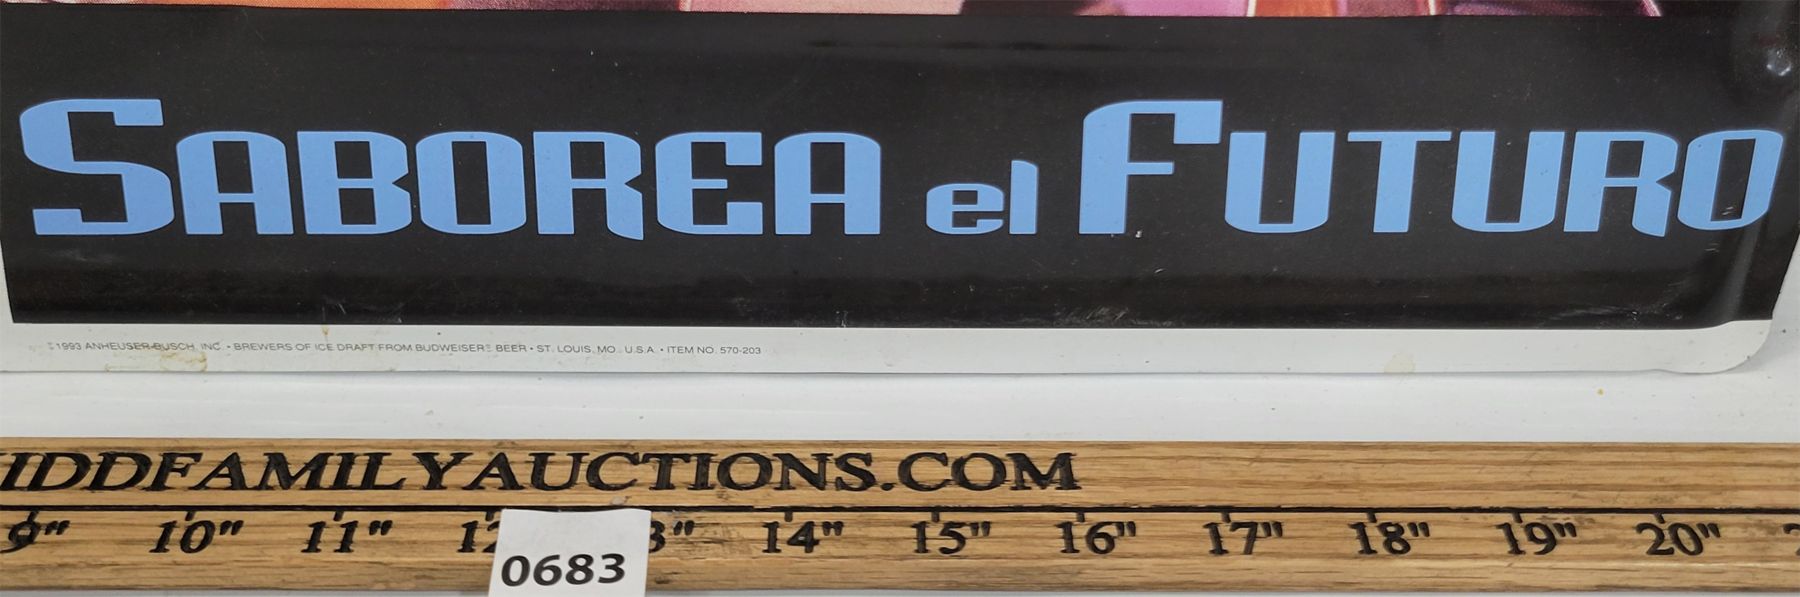 SABOREA el FUTURO
©1993 ANHEUSER-BUSCH, INC. • BREWERS OF ICE DRAFT FROM BUDWEISER® BEER • ST. LOUIS, MO., U.S.A. • ITEM NO. 570-203
IDDFAMILYAUCTIONS.COM
9" 10" 11" 12 3" 14" 15" 16" 17" 18" 19" 20"
0683